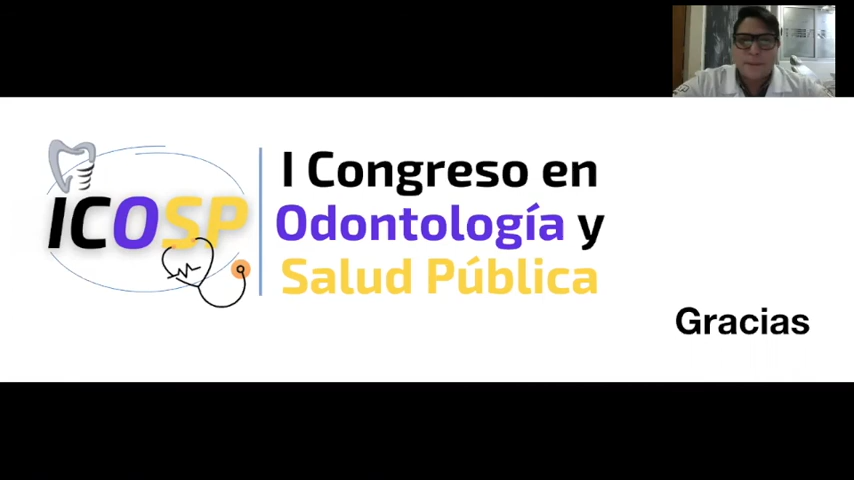 ICOSP
I Congreso en
Odontología y
Salud Pública
Gracias